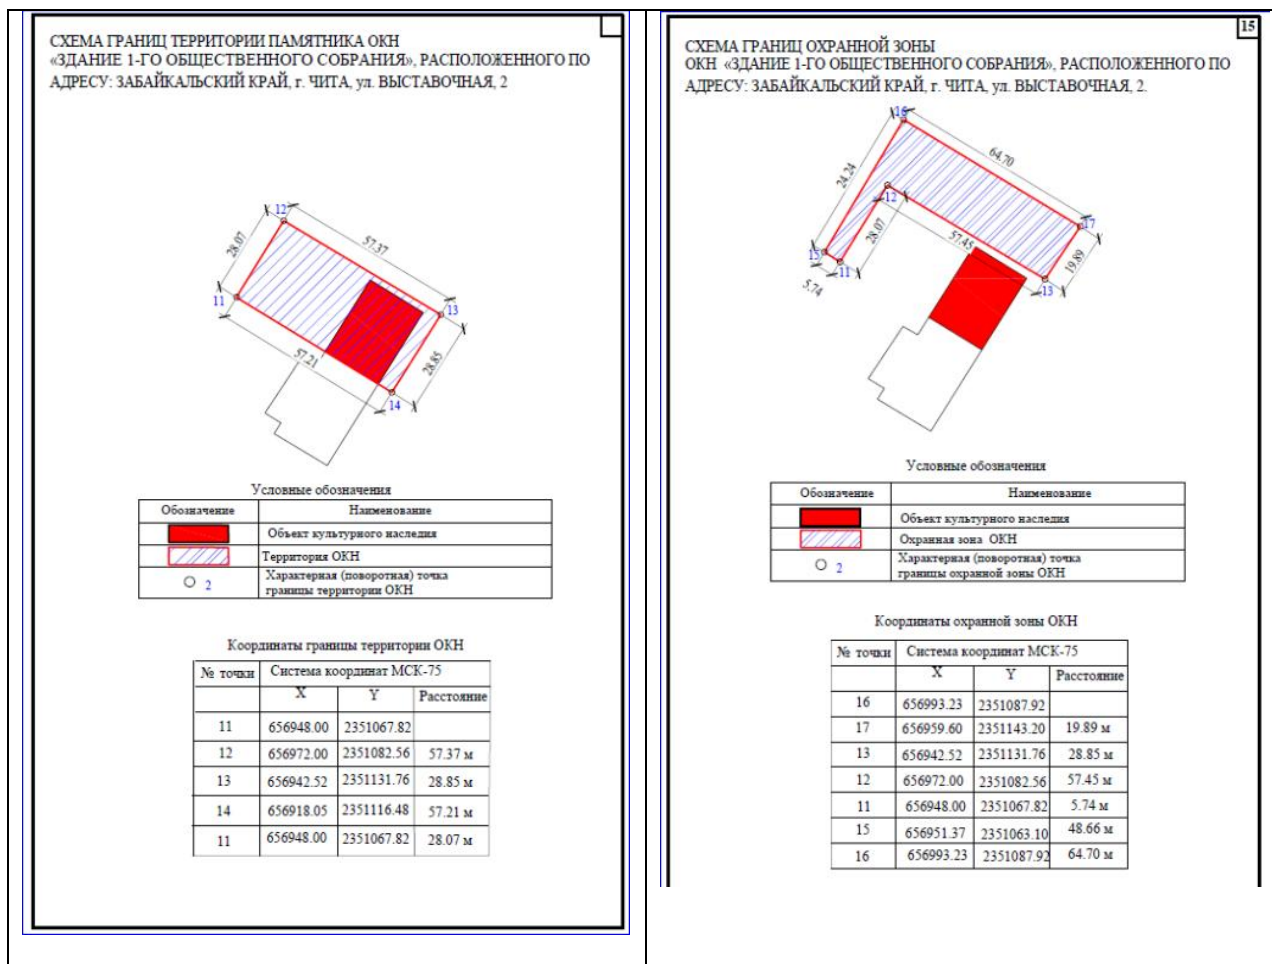 СХЕМА ГРАНИЦ ТЕРРИТОРИИ ПАМЯТНИКА ОКН
«ЗДАНИЕ 1-ГО ОБЩЕСТВЕННОГО СОБРАНИЯ», РАСПОЛОЖЕННОГО ПО
АДРЕСУ: ЗАБАЙКАЛЬСКИЙ КРАЙ, г. ЧИТА, ул. ВЫСТАВОЧНАЯ, 2
12
28.07
57.37
11
13
57.21
28.85
14
Условные обозначения
Обозначение Наименование
Объект культурного наследия
Территория ОКН
2 Характерная (поворотная) точка
границы территории ОКН
Координаты границы территории ОКН
№ точки Система координат МСК-75
X Y Расстояние
11 656948.00 2351067.82
12 656972.00 2351082.56 57.37 м
13 656942.52 2351131.76 28.85 м
14 656918.05 2351116.48 57.21 м
11 656948.00 2351067.82 28.07 м
15
СХЕМА ГРАНИЦ ОХРАННОЙ ЗОНЫ
ОКН «ЗДАНИЕ 1-ГО ОБЩЕСТВЕННОГО СОБРАНИЯ», РАСПОЛОЖЕННОГО ПО
АДРЕСУ: ЗАБАЙКАЛЬСКИЙ КРАЙ, г. ЧИТА, ул. ВЫСТАВОЧНАЯ, 2.
16
64.70
24.24
12
17
28.07
57.45
15
11
19.89
5.74
13
Условные обозначения
Обозначение Наименование
Объект культурного наследия
Охранная зона ОКН
2 Характерная (поворотная) точка
границы охранной зоны ОКН
Координаты охранной зоны ОКН
№ точки Система координат МСК-75
X Y Расстояние
16 656993.23 2351087.92
17 656959.60 2351143.20 19.89 м
13 656942.52 2351131.76 28.85 м
12 656972.00 2351082.56 57.45 м
11 656948.00 2351067.82 5.74 м
15 656951.37 2351063.10 48.66 м
16 656993.23 2351087.92 64.70 м